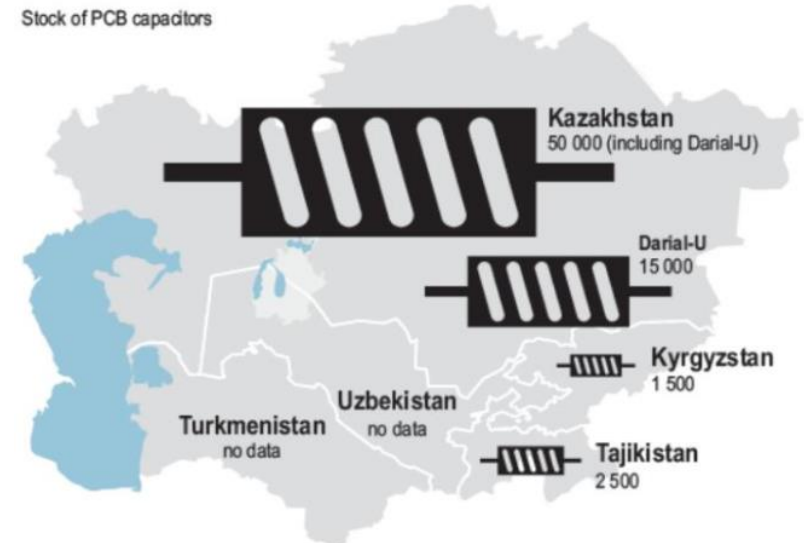 Stock of PCB capacitors
Kazakhstan
50 000 (including Darial-U)
Darial-U
15 000
Kyrgyzstan
1 500
Uzbekistan
no data
Turkmenistan
no data
Tajikistan
2 500